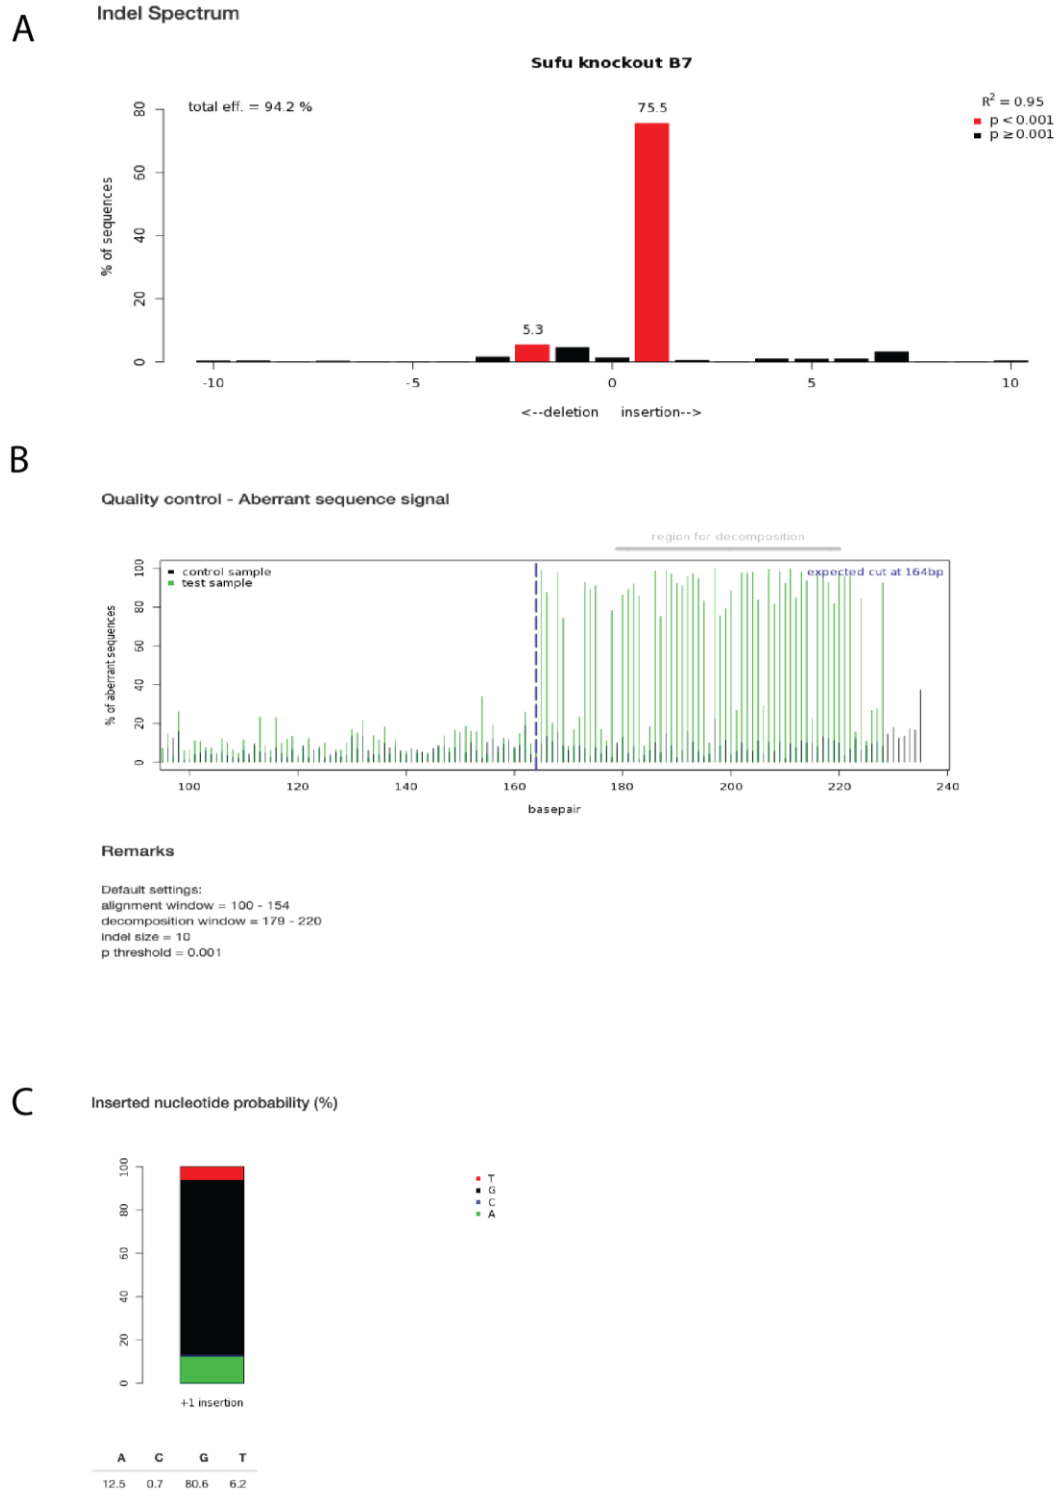 A
Indel Spectrum
Sufu knockout B7
total eff. = 94.2 %
R² = 0.95
p < 0.001
p ≥ 0.001
75.5
5.3
% of sequences
0
20
40
60
80
-10 -5 0 5 10
<--deletion insertion-->
B
Quality control - Aberrant sequence signal
region for decomposition
control sample
test sample
expected cut at 164bp
% of aberrant sequences
0
20
40
60
80
100
100 120 140 160 180 200 220 240
basepair
Remarks
Default settings:
alignment window = 100 - 154
decomposition window = 179 - 220
indel size = 10
p threshold = 0.001
C
Inserted nucleotide probability (%)
0
20
40
60
80
100
T
G
C
A
+1 insertion
A C G T
12.5 0.7 80.6 6.2